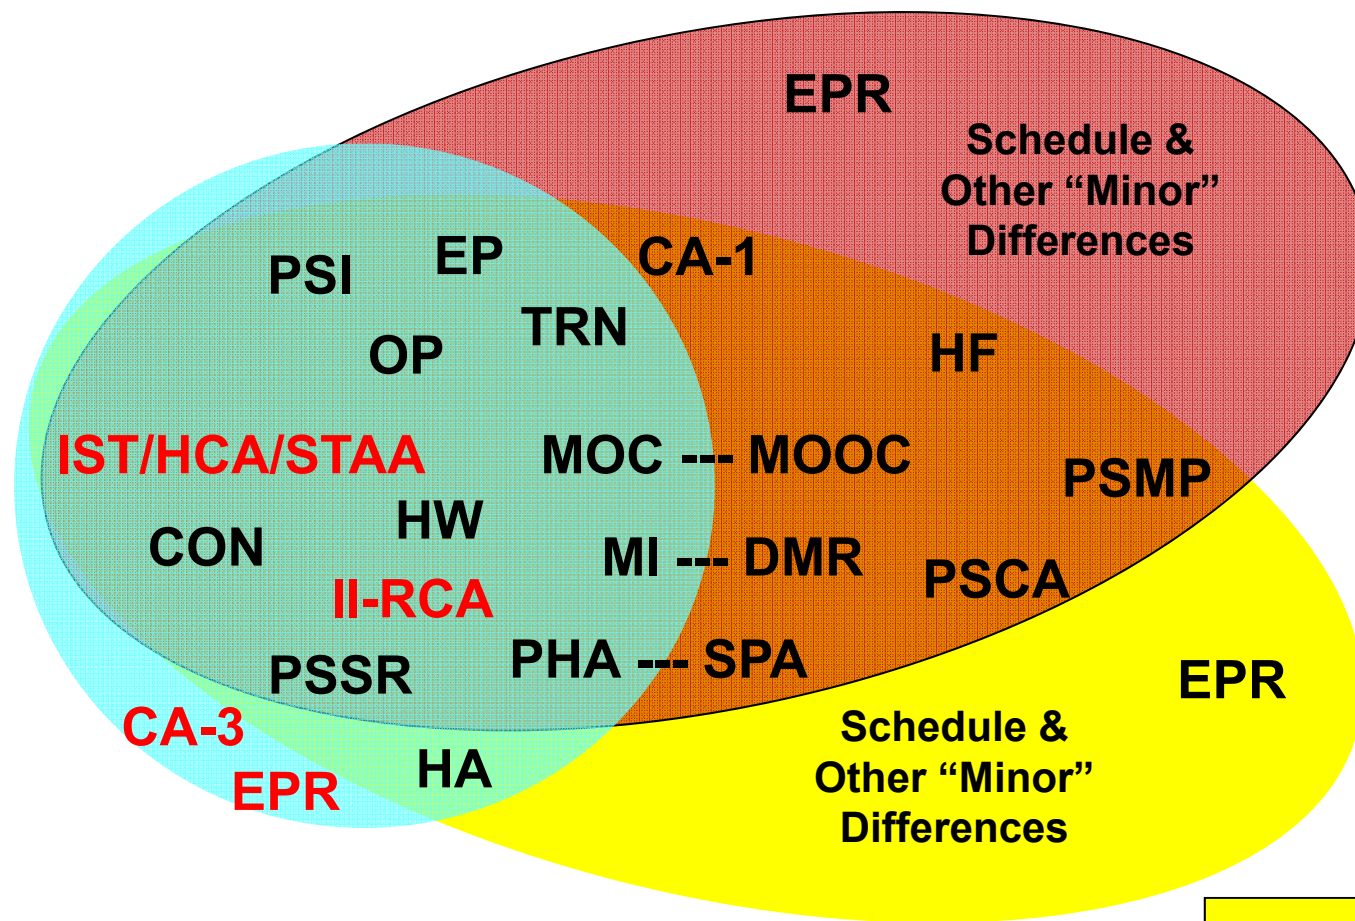 EPR
Schedule &
Other “Minor”
Differences
PSI
EP
CA-1
TRN
OP
HF
IST/HCA/STAA
MOC --- MOOC
PSMP
HW
CON
MI --- DMR
PSCA
II-RCA
PSSR
PHA --- SPA
EPR
CA-3
Schedule &
Other “Minor”
Differences
HA
EPR